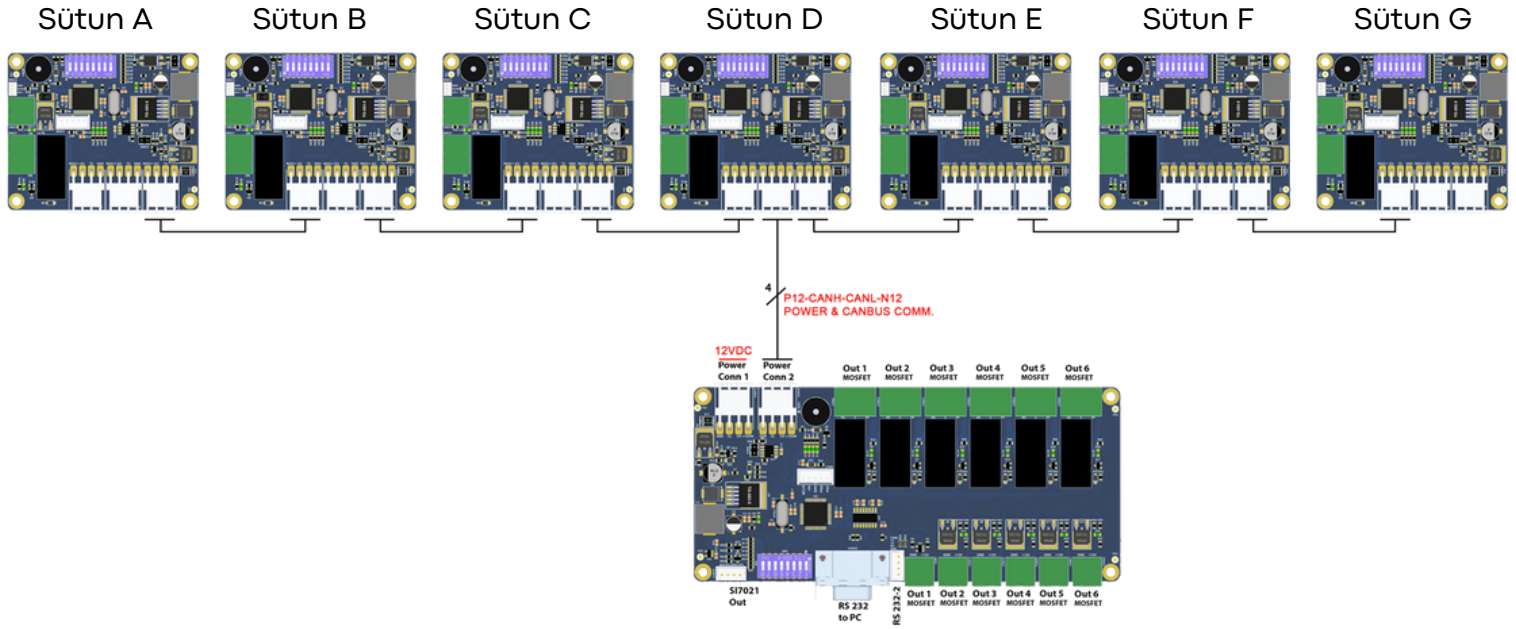 Sütun A
Sütun B
Sütun C
Sütun D
Sütun E
Sütun F
Sütun G
4
P12-CANH-CANL-N12
POWER & CANBUS COMM.
12VDC
Power
Conn 1
Power
Conn 2
Out 1
MOSFET
Out 2
MOSFET
Out 3
MOSFET
Out 4
MOSFET
Out 5
MOSFET
Out 6
MOSFET
SI7021
Out
RS 232
to PC
RS 232-2
Out 1
MOSFET
Out 2
MOSFET
Out 3
MOSFET
Out 4
MOSFET
Out 5
MOSFET
Out 6
MOSFET